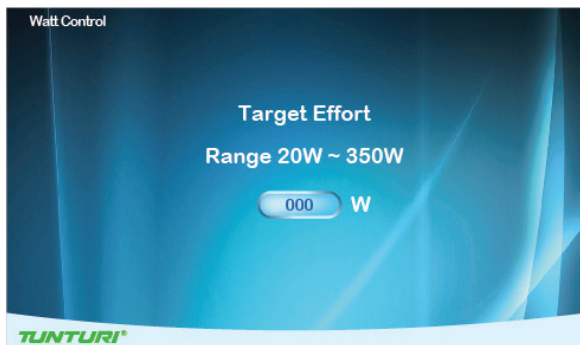 Watt Control
Target Effort
Range 20W ~ 350W
000 W
TUNTURI®